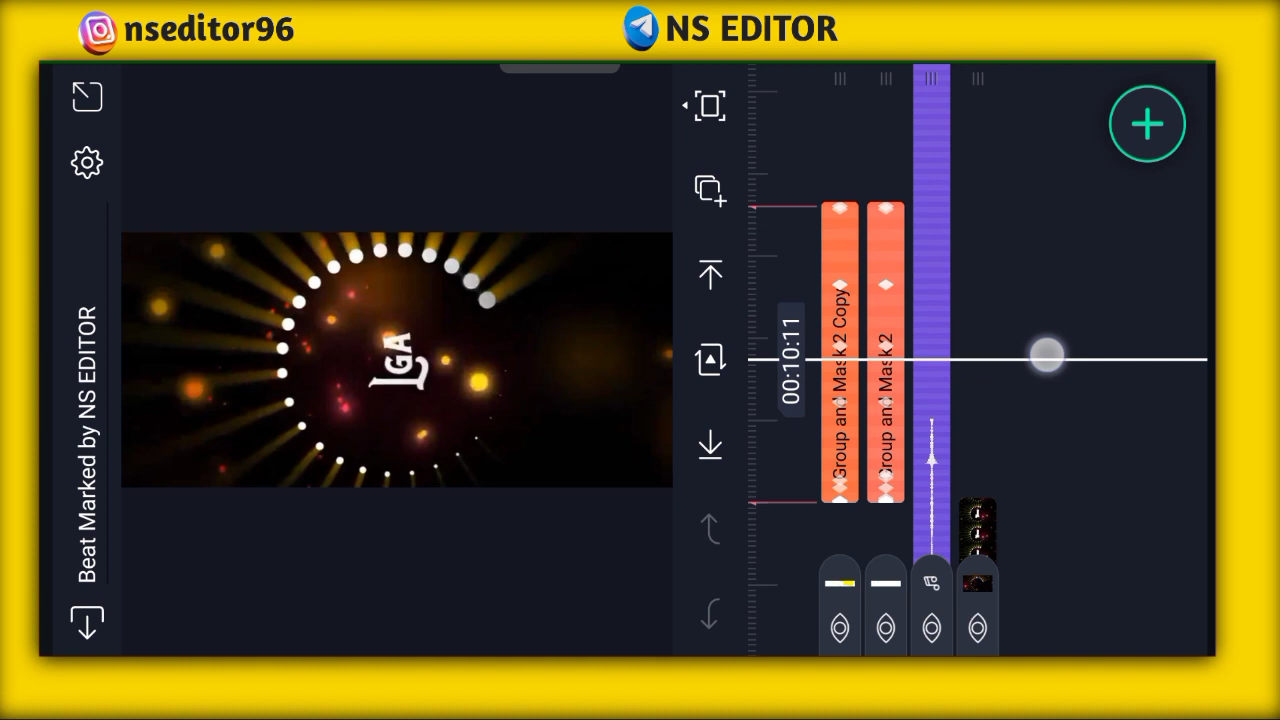 nseditor96
NS EDITOR
Beat Marked by NS EDITOR
LGA
00:10:11
Group and Mask 2 Copy
Group and Mask 2